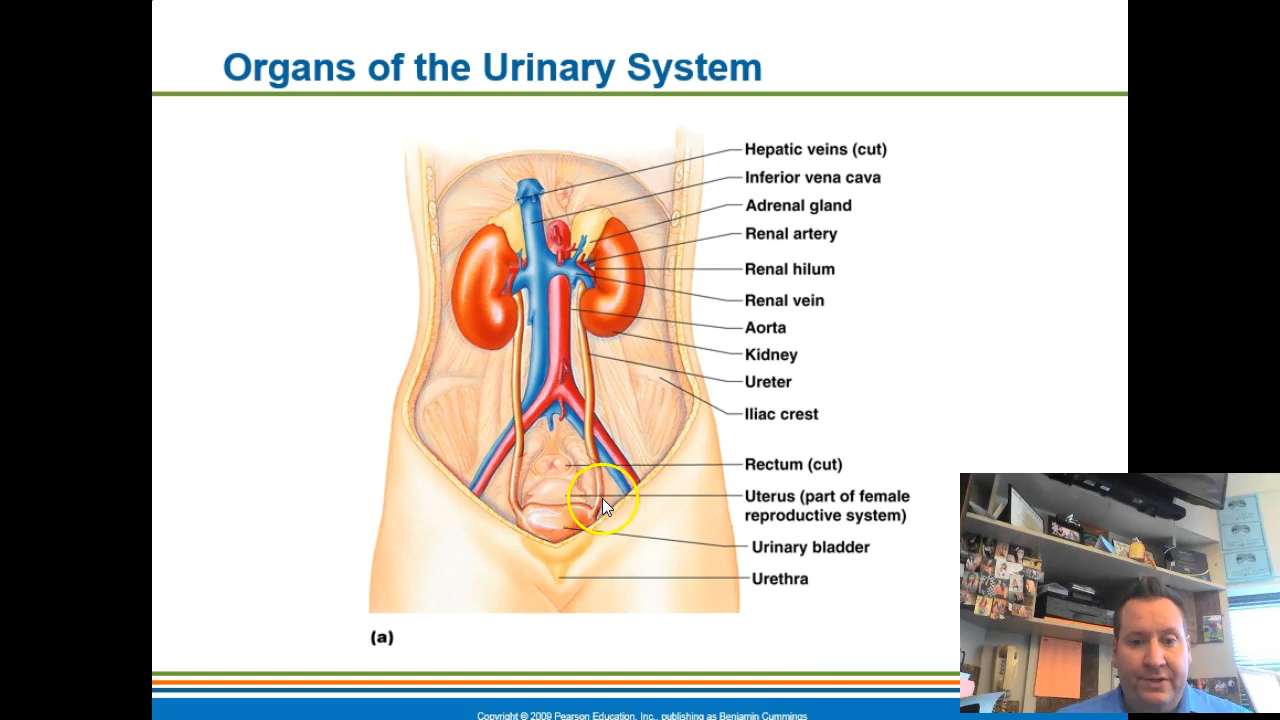 Organs of the Urinary System
Hepatic veins (cut)
Inferior vena cava
Adrenal gland
Renal artery
Renal hilum
Renal vein
Aorta
Kidney
Ureter
Iliac crest
Rectum (cut)
Uterus (part of female
reproductive system)
Urinary bladder
Urethra
(a)
Copyright © 2009 Pearson Education, Inc., publishing as Benjamin Cummings